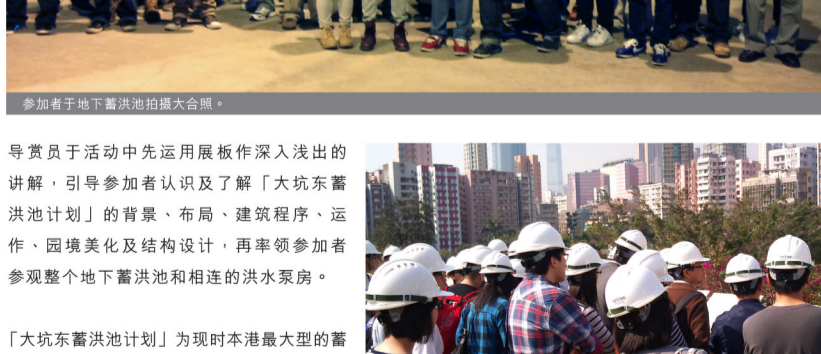 参加者于地下蓄洪池拍摄大合照。
导赏员于活动中先运用展板作深入浅出的
讲解，引导参加者认识及了解「大坑东蓄
洪池计划」的背景、布局、建筑程序、运
作、园境美化及结构设计，再率领参加者
参观整个地下蓄洪池和相连的洪水泵房。
「大坑东蓄洪池计划」为现时本港最大型的蓄